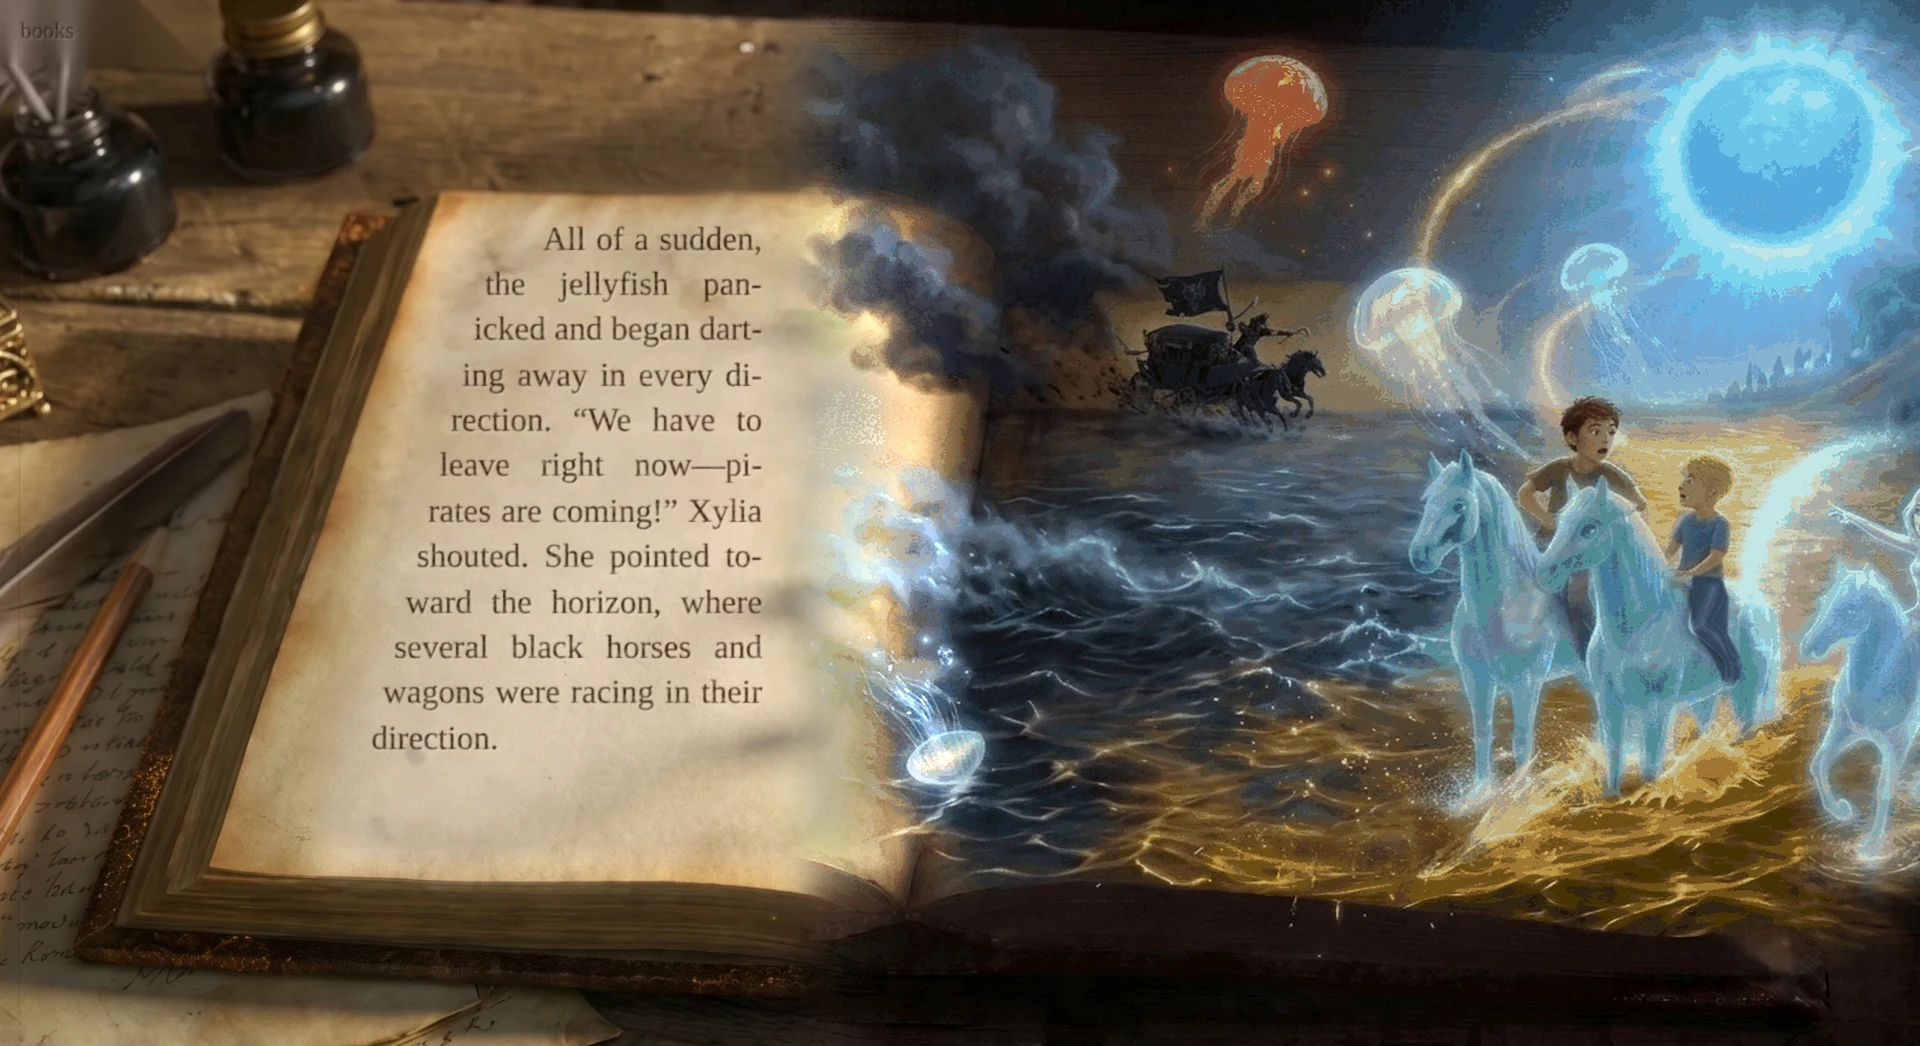 books
All of a sudden,
the jellyfish pan-
icked and began dart-
ing away in every di-
rection. “We have to
leave right now—pi-
rates are coming!” Xylia
shouted. She pointed to-
ward the horizon, where
several black horses and
wagons were racing in their
direction.